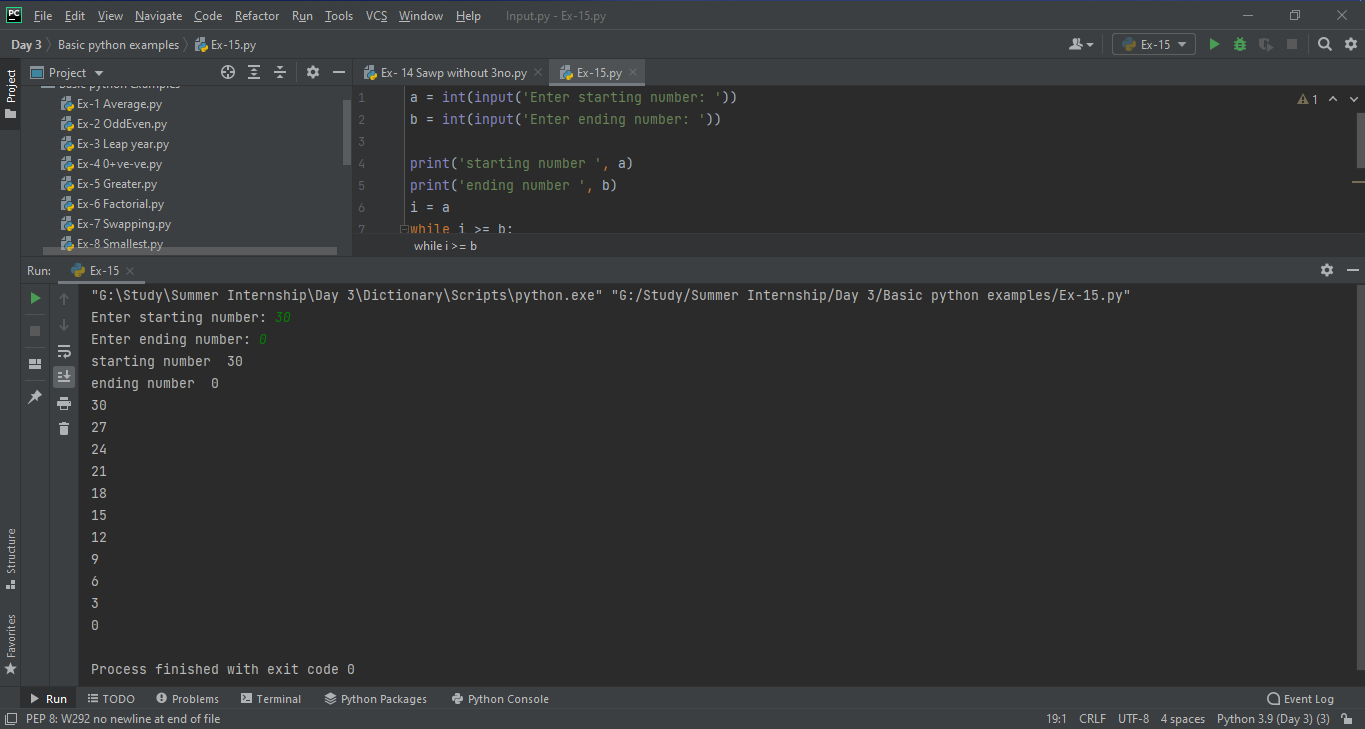 PC File Edit View Navigate Code Refactor Run Tools VCS Window Help Input.py - Ex-15.py
Day 3 Basic python examples Ex-15.py Ex-15
Project Project Ex- 14 Sawp without 3no.py Ex-15.py
Basic python examples
Ex-1 Average.py
Ex-2 OddEven.py
Ex-3 Leap year.py
Ex-4 0+ve-ve.py
Ex-5 Greater.py
Ex-6 Factorial.py
Ex-7 Swapping.py
Ex-8 Smallest.py
1 a = int(input('Enter starting number: '))
2 b = int(input('Enter ending number: '))
3
4 print('starting number ', a)
5 print('ending number ', b)
6 i = a
7 while i >= b:
1
while i >= b
Run: Ex-15
"G:\Study\Summer Internship\Day 3\Dictionary\Scripts\python.exe" "G:/Study/Summer Internship/Day 3/Basic python examples/Ex-15.py"
Enter starting number: 30
Enter ending number: 0
starting number  30
ending number  0
30
27
24
21
18
15
12
9
6
3
0
Process finished with exit code 0
Structure
Favorites
Run TODO Problems Terminal Python Packages Python Console Event Log
PEP 8: W292 no newline at end of file 19:1 CRLF UTF-8 4 spaces Python 3.9 (Day 3) (3)